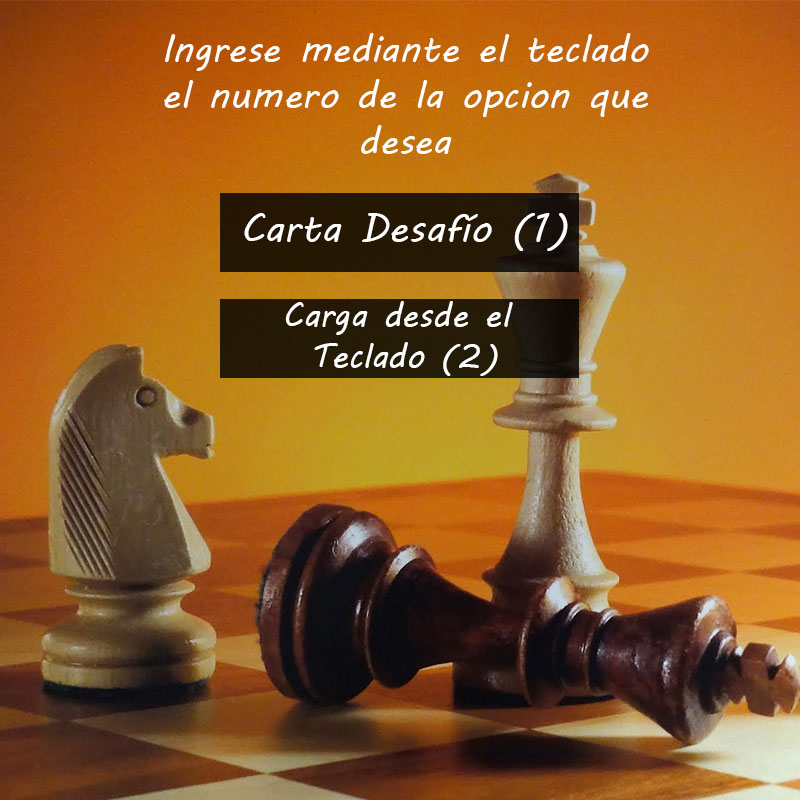 Ingrese mediante el teclado
el numero de la opcion que
desea
Carta Desafío (1)
Carga desde el
Teclado (2)